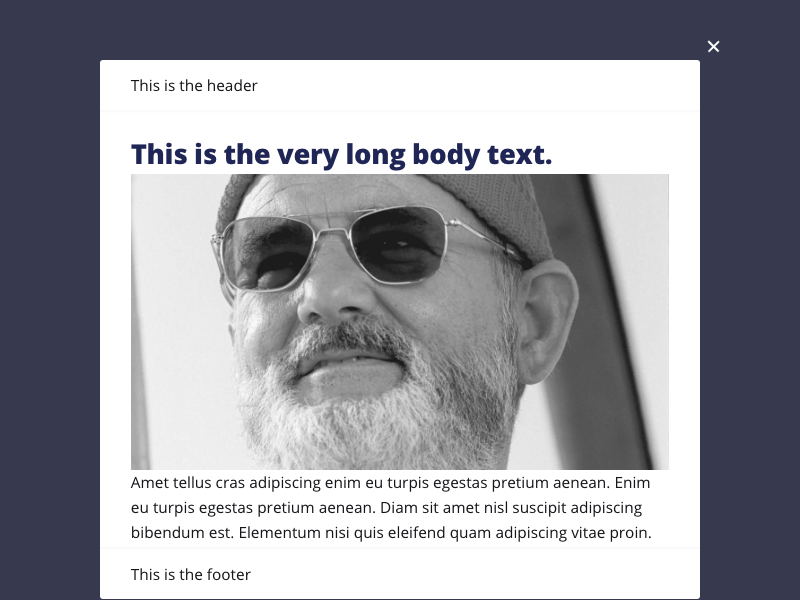 This is the header
This is the very long body text.
Amet tellus cras adipiscing enim eu turpis egestas pretium aenean. Enim
eu turpis egestas pretium aenean. Diam sit amet nisl suscipit adipiscing
bibendum est. Elementum nisi quis eleifend quam adipiscing vitae proin.
This is the footer